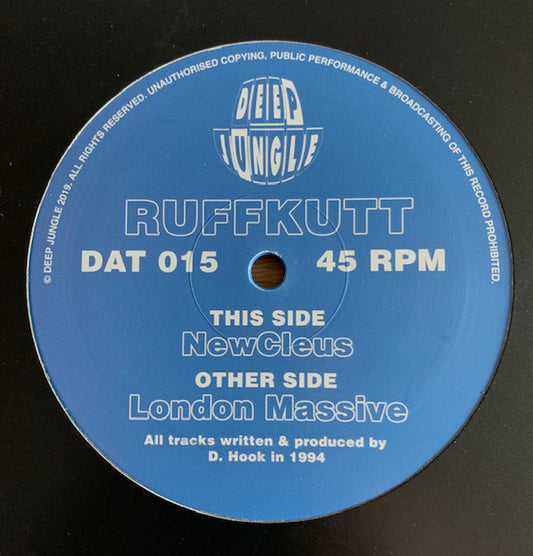 © DEEP JUNGLE 2019. ALL RIGHTS RESERVED. UNAUTHORISED COPYING, PUBLIC PERFORMANCE & BROADCASTING OF THIS RECORD PROHIBITED.
DEEP
JUNGLE
RUFFKUTT
DAT 015 45 RPM
THIS SIDE
NewCleus
OTHER SIDE
London Massive
All tracks written & produced by
D. Hook in 1994